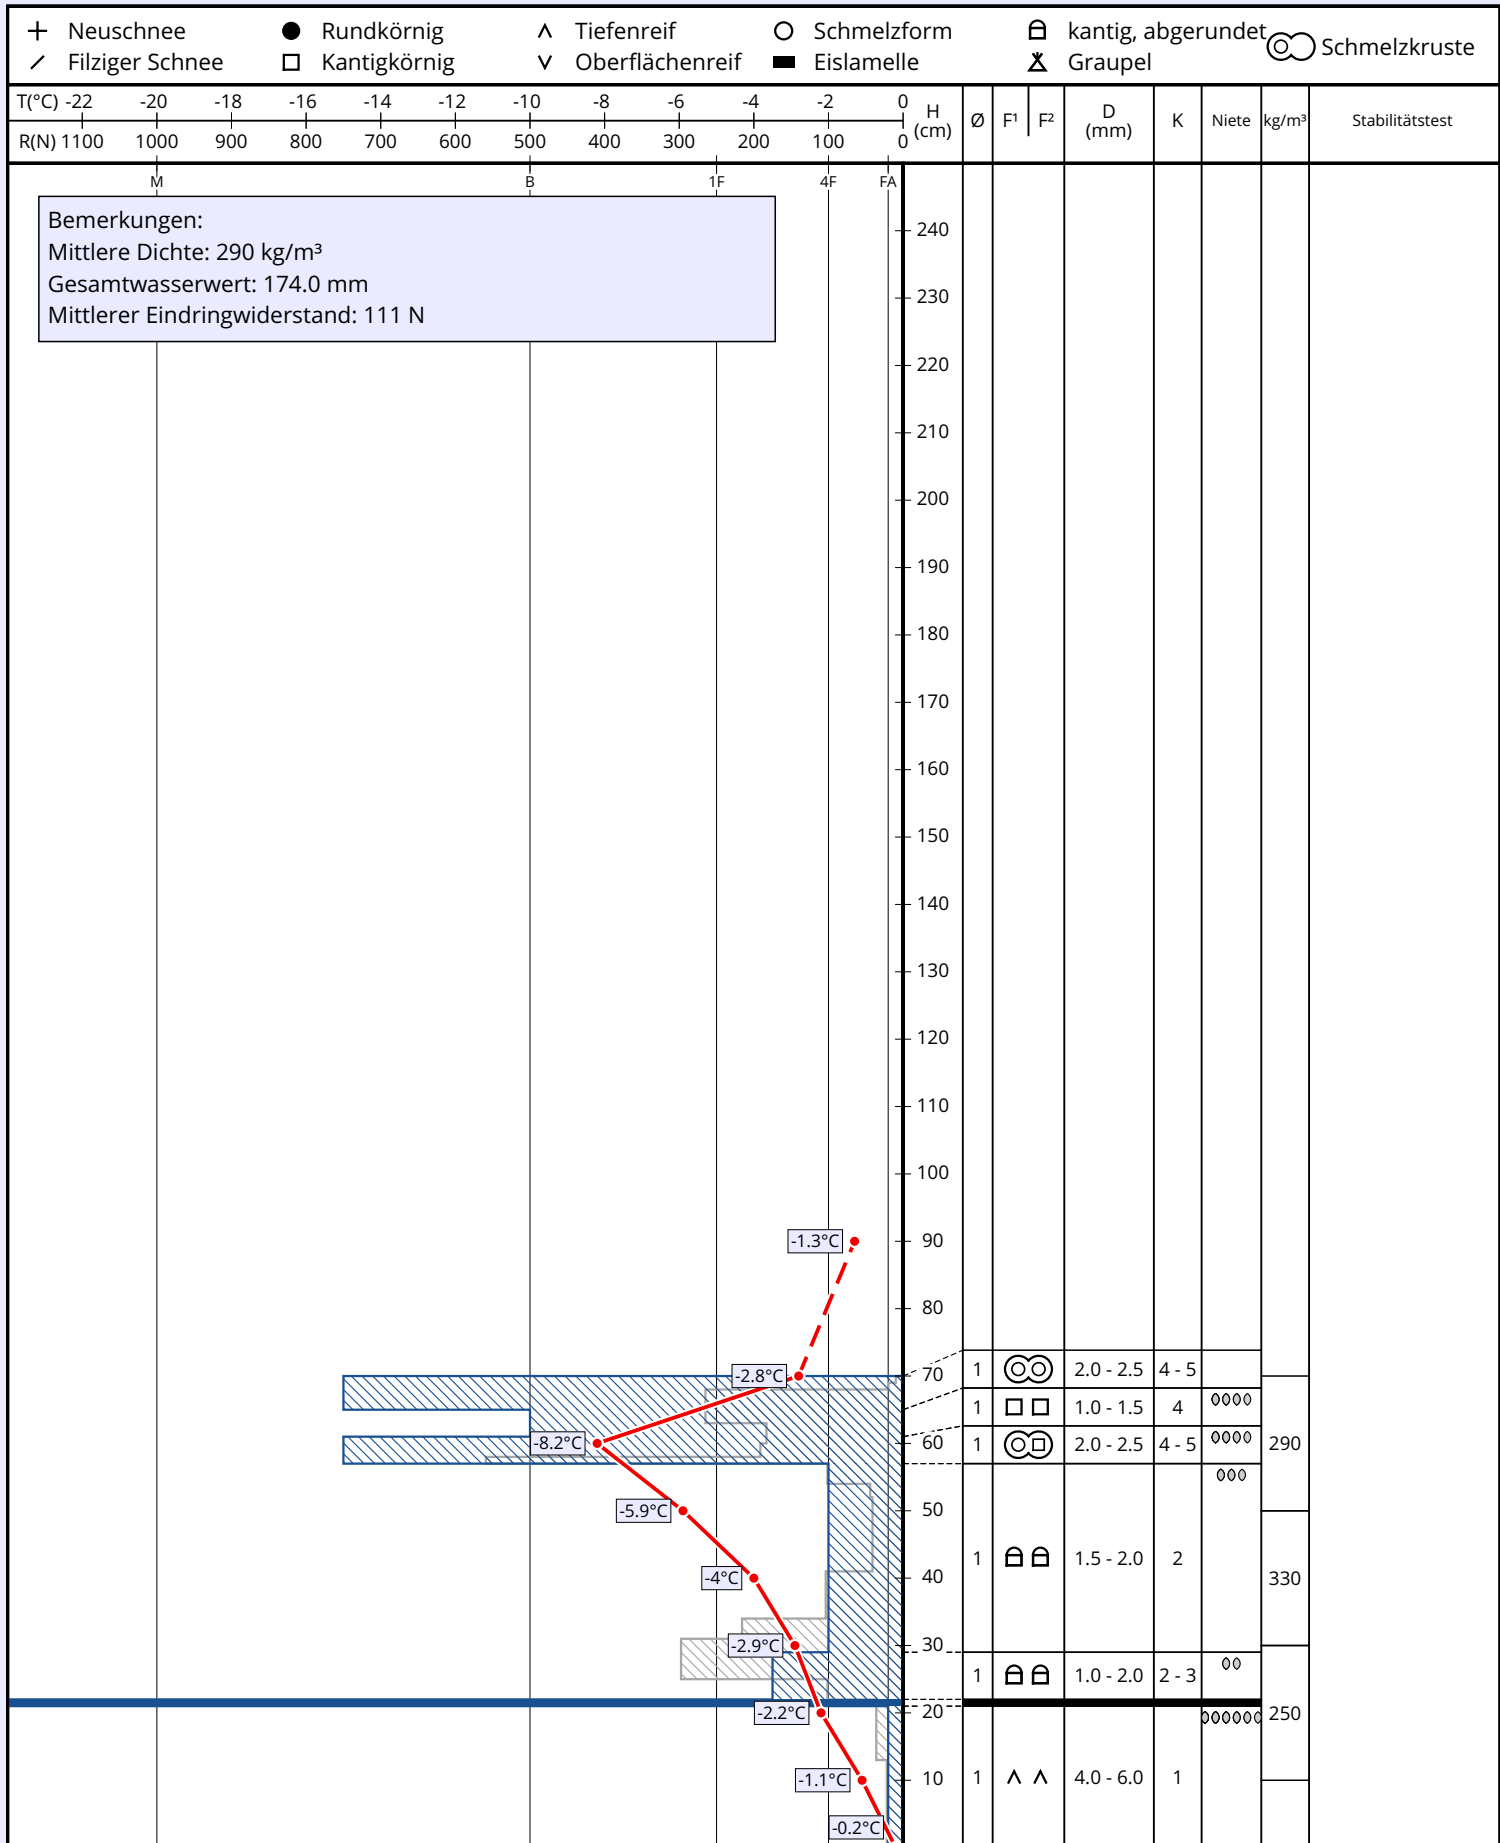 Neuschnee Rundkörnig Tiefenreif Schmelzform kantig, abgerundet Schmelzkruste
Filziger Schnee Kantigkörnig Oberflächenreif Eislamelle Graupel
T(°C) -22 -20 -18 -16 -14 -12 -10 -8 -6 -4 -2 0
R(N) 1100 1000 900 800 700 600 500 400 300 200 100 0
H (cm) Ø F¹ F² D (mm) K Niete kg/m³ Stabilitätstest
M B 1F 4F FA
Bemerkungen:
Mittlere Dichte: 290 kg/m³
Gesamtwasserwert: 174.0 mm
Mittlerer Eindringwiderstand: 111 N
240
230
220
210
200
190
180
170
160
150
140
130
120
110
100
-1.3°C 90
80
-2.8°C 70 1 2.0 - 2.5 4 - 5
1 1.0 - 1.5 4
-8.2°C 60 1 2.0 - 2.5 4 - 5 290
-5.9°C 50
1 1.5 - 2.0 2
-4°C 40 330
-2.9°C 30
1 1.0 - 2.0 2 - 3
-2.2°C 20 250
-1.1°C 10 1 4.0 - 6.0 1
-0.2°C